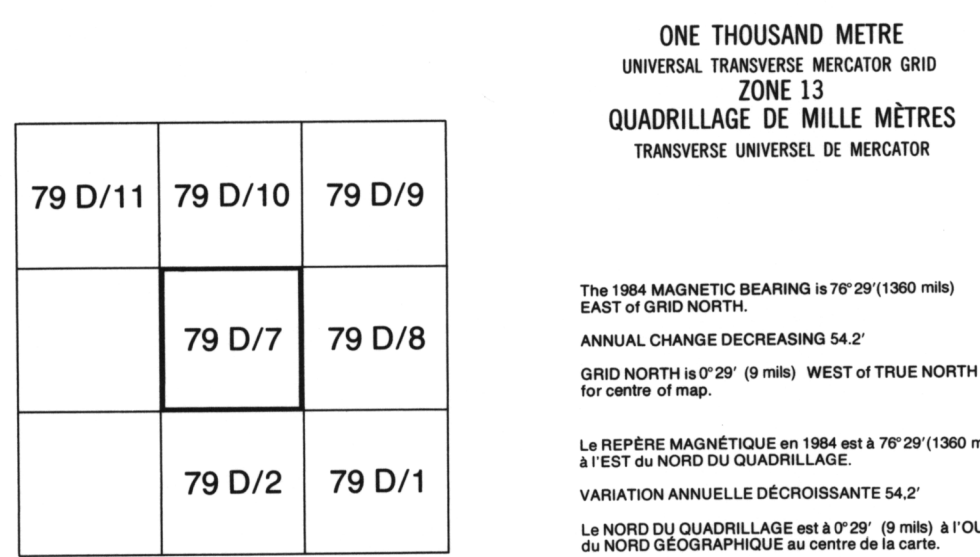 ONE THOUSAND METRE
UNIVERSAL TRANSVERSE MERCATOR GRID
ZONE 13
QUADRILLAGE DE MILLE MÈTRES
TRANSVERSE UNIVERSEL DE MERCATOR
79 D/11 79 D/10 79 D/9
79 D/7 79 D/8
79 D/2 79 D/1
The 1984 MAGNETIC BEARING is 76°29′(1360 mils)
EAST of GRID NORTH.
ANNUAL CHANGE DECREASING 54.2′
GRID NORTH is 0°29′ (9 mils) WEST of TRUE NORTH
for centre of map.
Le REPÈRE MAGNÉTIQUE en 1984 est à 76°29′(1360 m
à l'EST du NORD DU QUADRILLAGE.
VARIATION ANNUELLE DÉCROISSANTE 54,2′
Le NORD DU QUADRILLAGE est à 0°29′ (9 mils) à l'OU
du NORD GÉOGRAPHIQUE au centre de la carte.